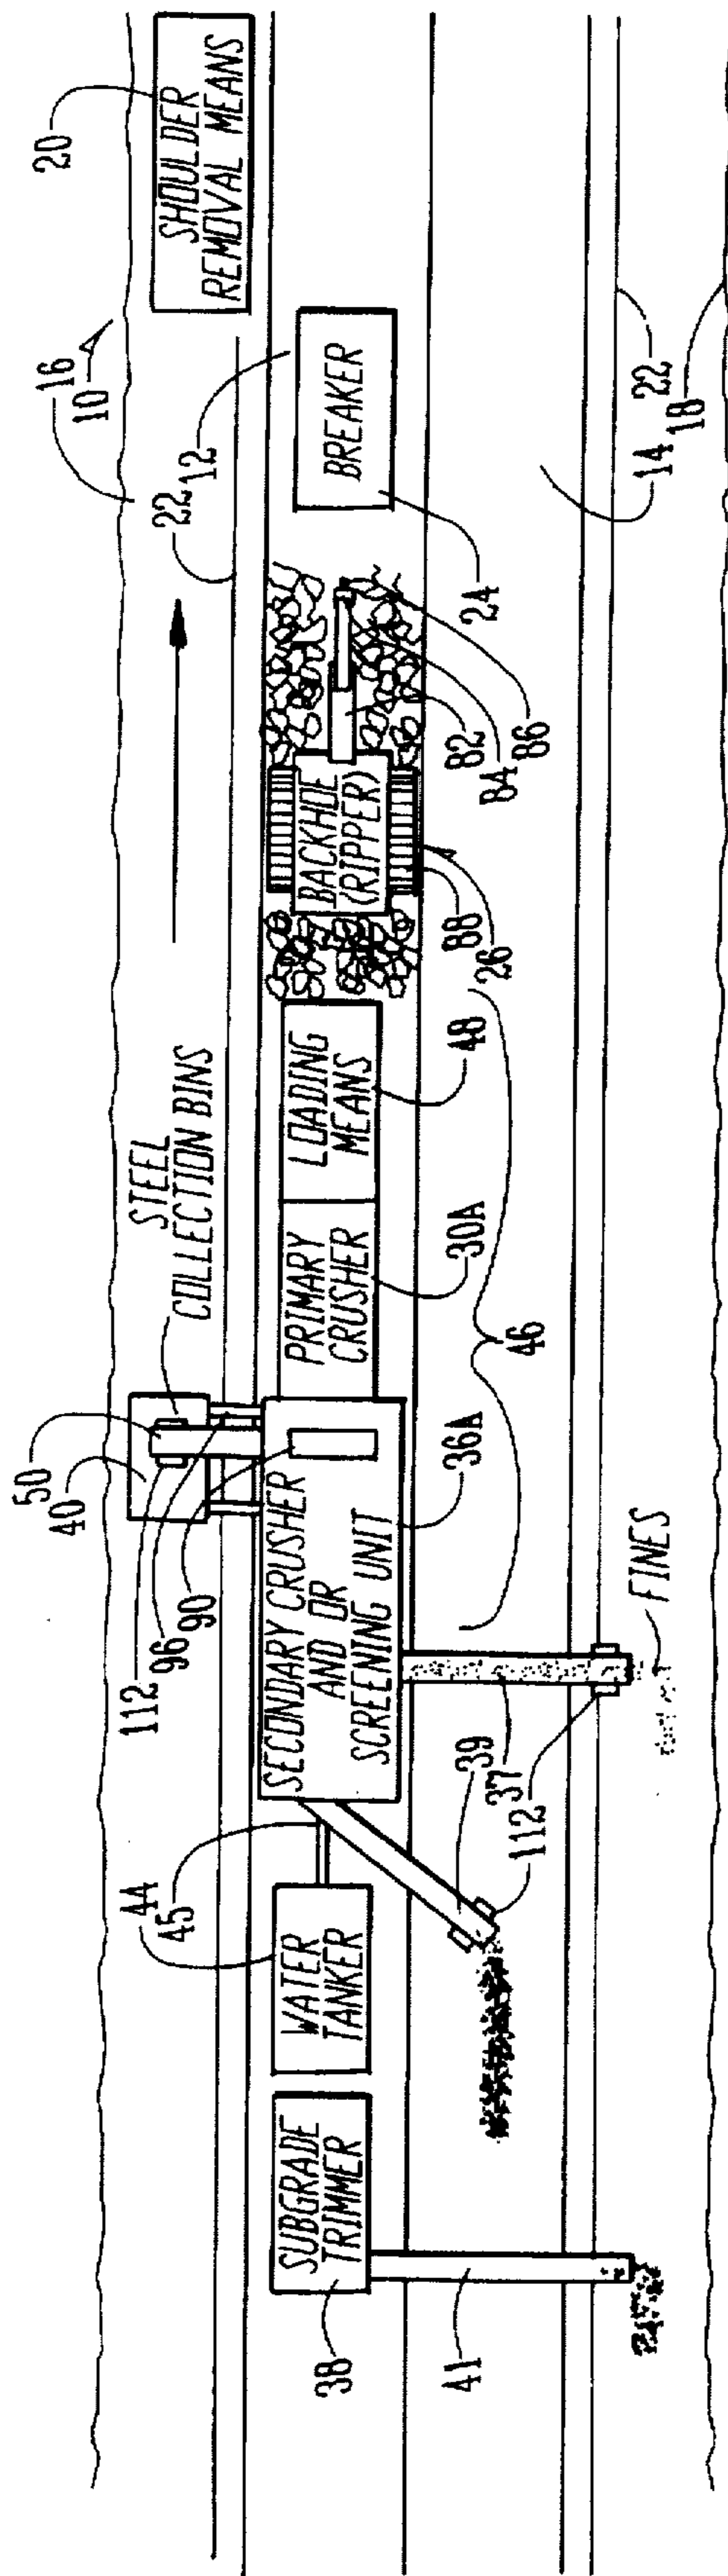 20
SHOULDER
REMOVAL MEANS
16
10
22
12
BREAKER
24
14
22
18
BACKHOE
(RIPPER)
82
84
86
88
26
STEEL
COLLECTION BINS
LOADING
MEANS
48
PRIMARY
CRUSHER
30A
46
50
40
112
96
90
SECONDARY CRUSHER
AND OR
SCREENING UNIT
36A
FINES
39
37
112
44
45
WATER
TANKER
SUBGRADE
TRIMMER
38
41